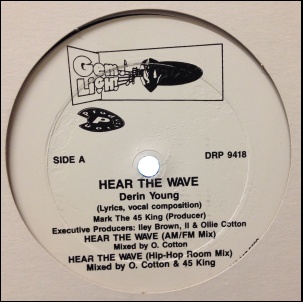 Gem
Light
P
SIDE A
DRP 9418
HEAR THE WAVE
Derin Young
(Lyrics, vocal composition)
Mark The 45 King (Producer)
Executive Producers: Iley Brown, II & Ollie Cotton
HEAR THE WAVE (AM/FM Mix)
Mixed by O. Cotton
HEAR THE WAVE (Hip-Hop Room Mix)
Mixed by O. Cotton & 45 King